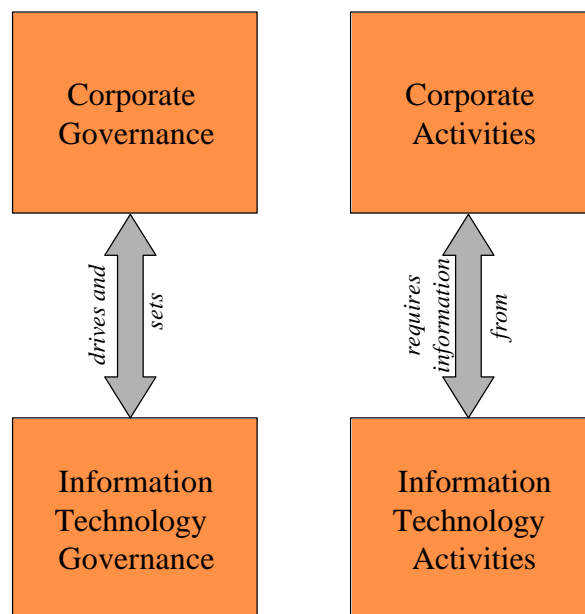 Corporate
Governance
Corporate
Activities
drives and
sets
requires
information
from
Information
Technology
Governance
Information
Technology
Activities